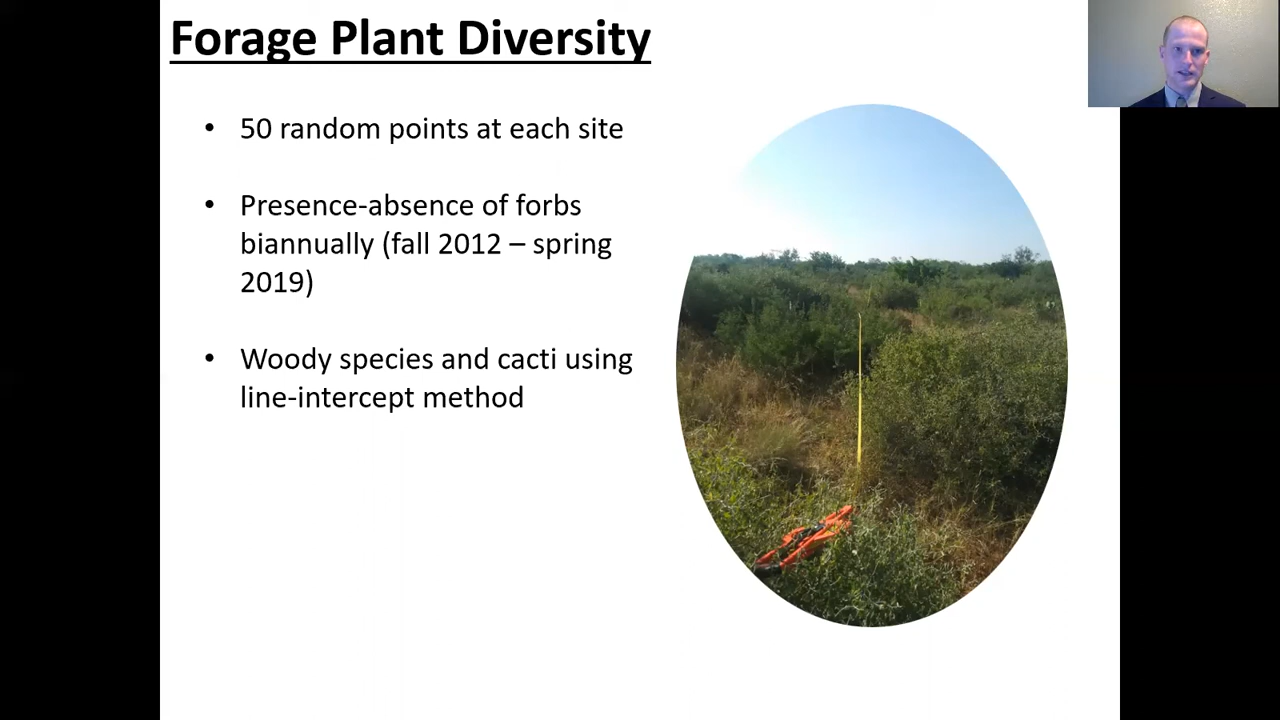 Forage Plant Diversity
• 50 random points at each site
• Presence-absence of forbs
biannually (fall 2012 – spring
2019)
• Woody species and cacti using
line-intercept method